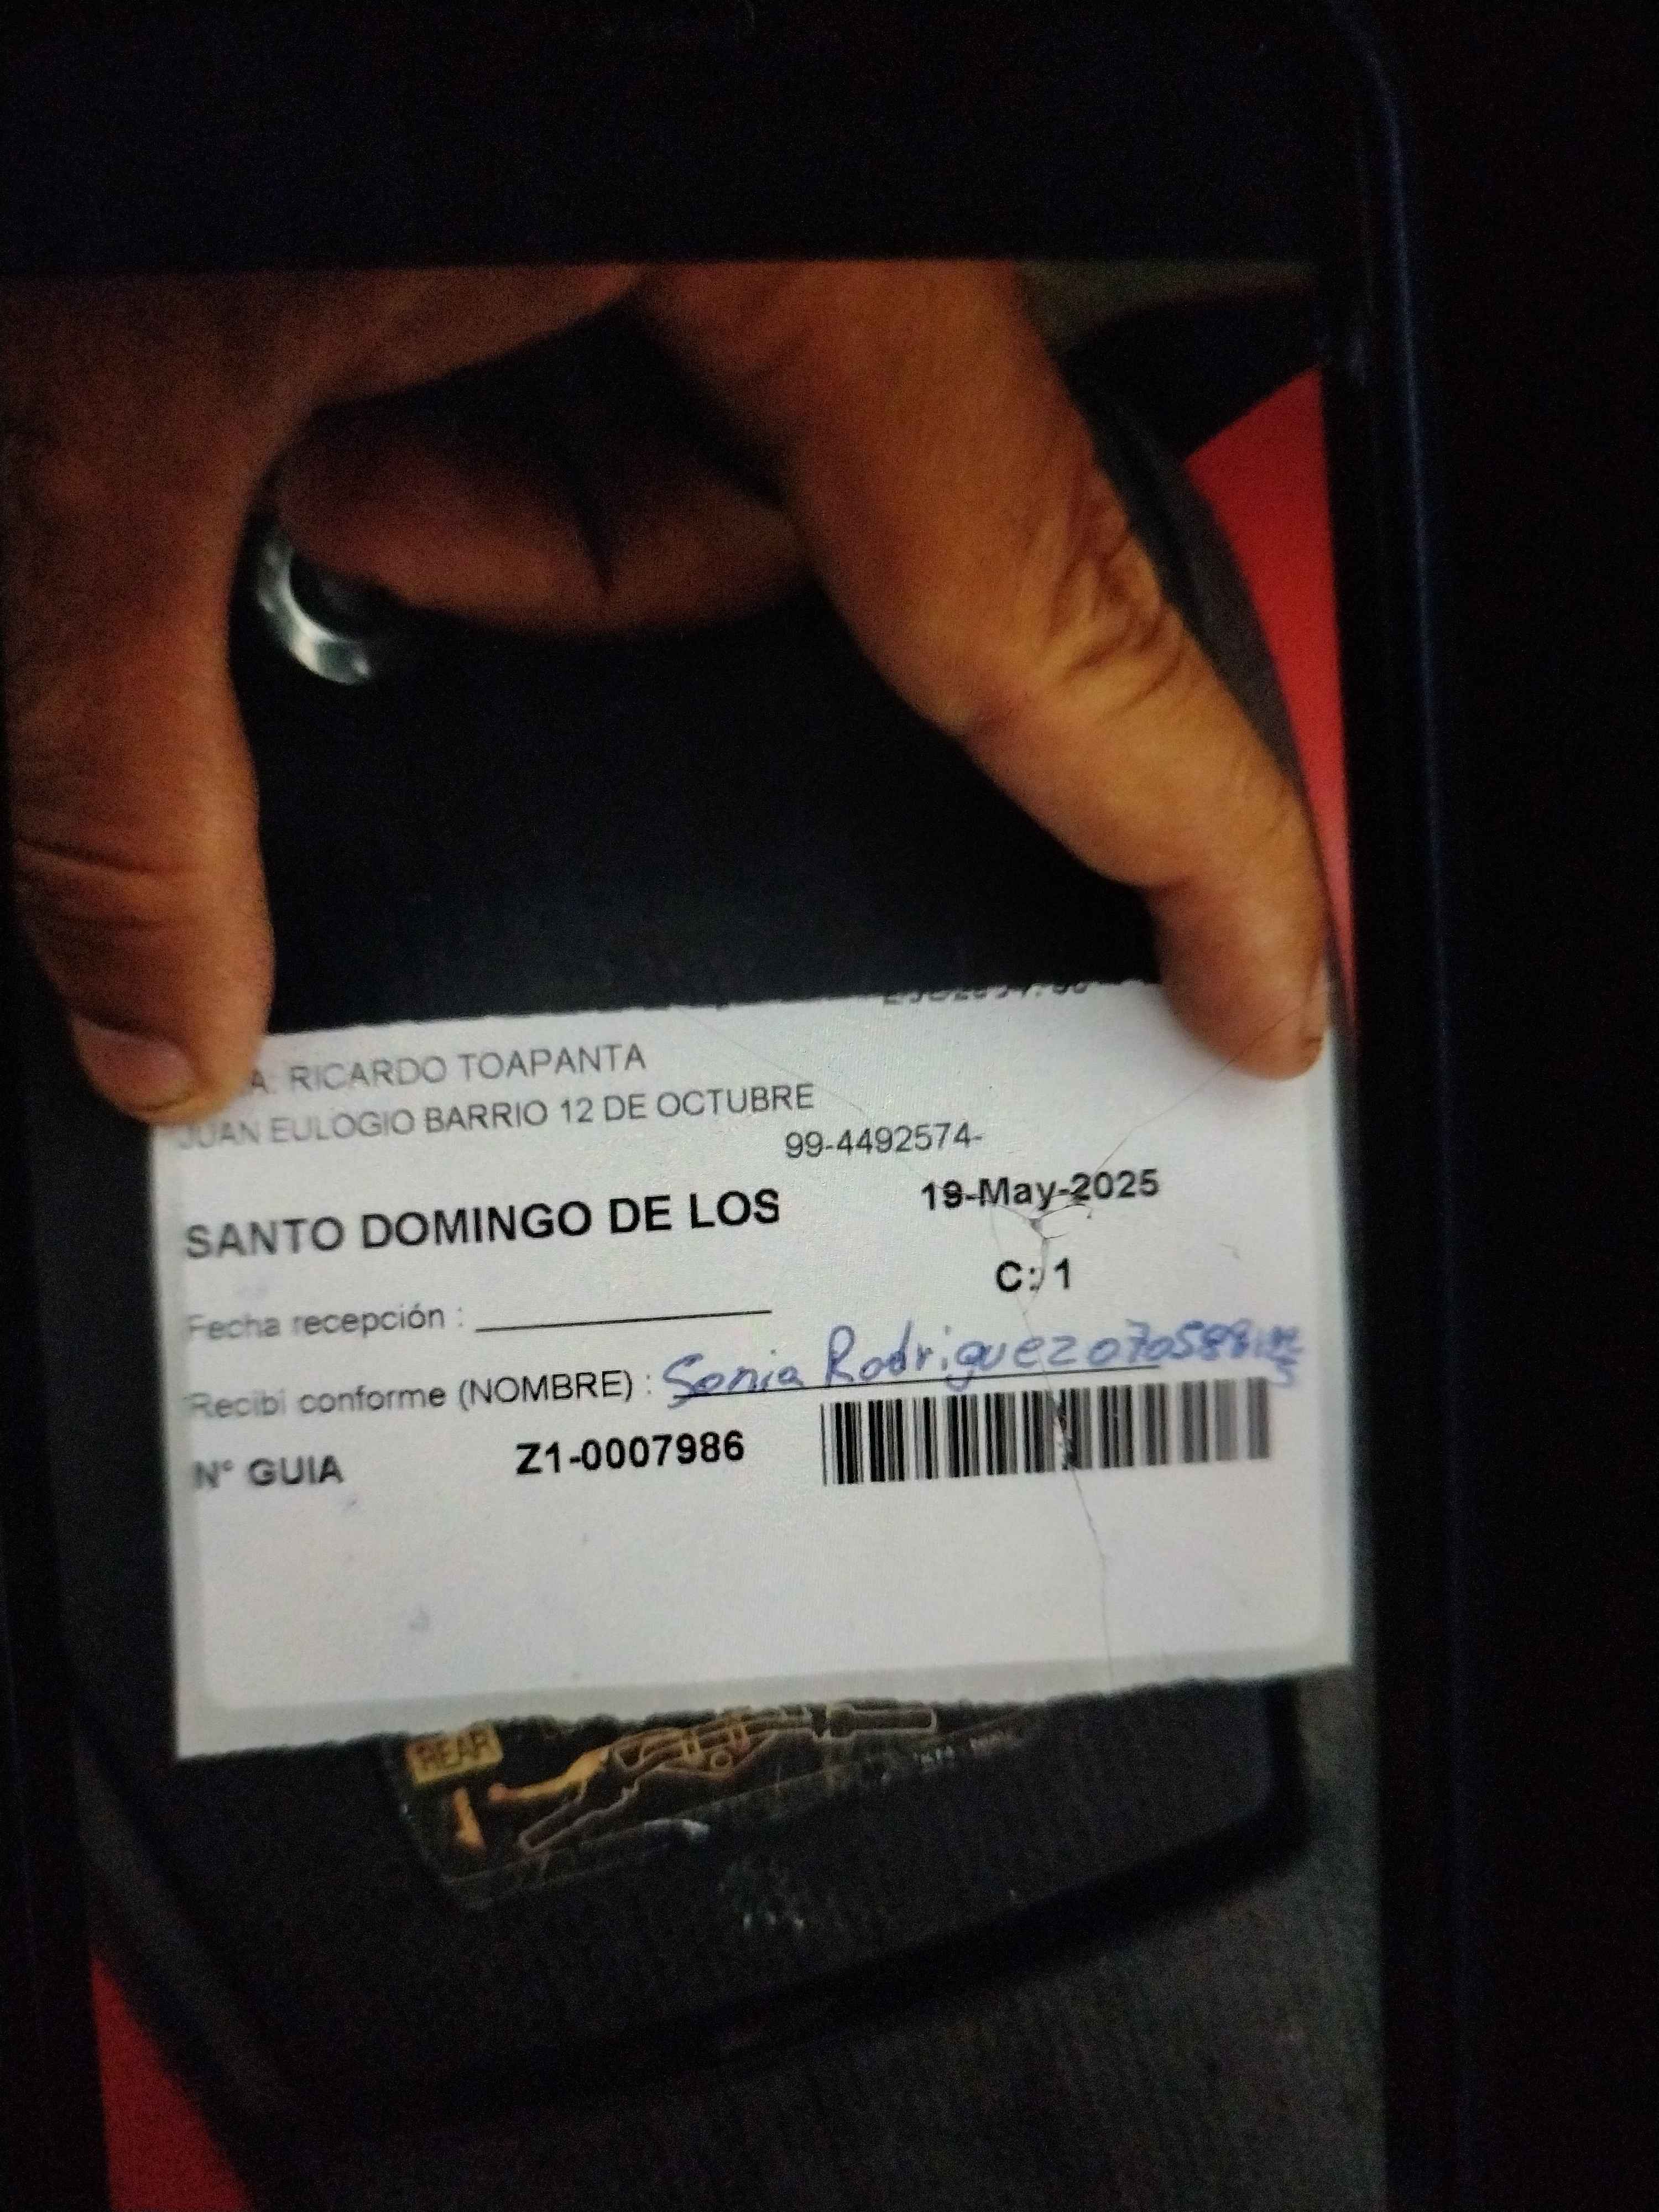 A: RICARDO TOAPANTA
JUAN EULOGIO BARRIO 12 DE OCTUBRE
99-4492574-
SANTO DOMINGO DE LOS
19-May-2025
C: 1
Fecha recepción :
Recibi conforme (NOMBRE) : Sonia Rodriguez
N° GUIA Z1-0007986
REAR